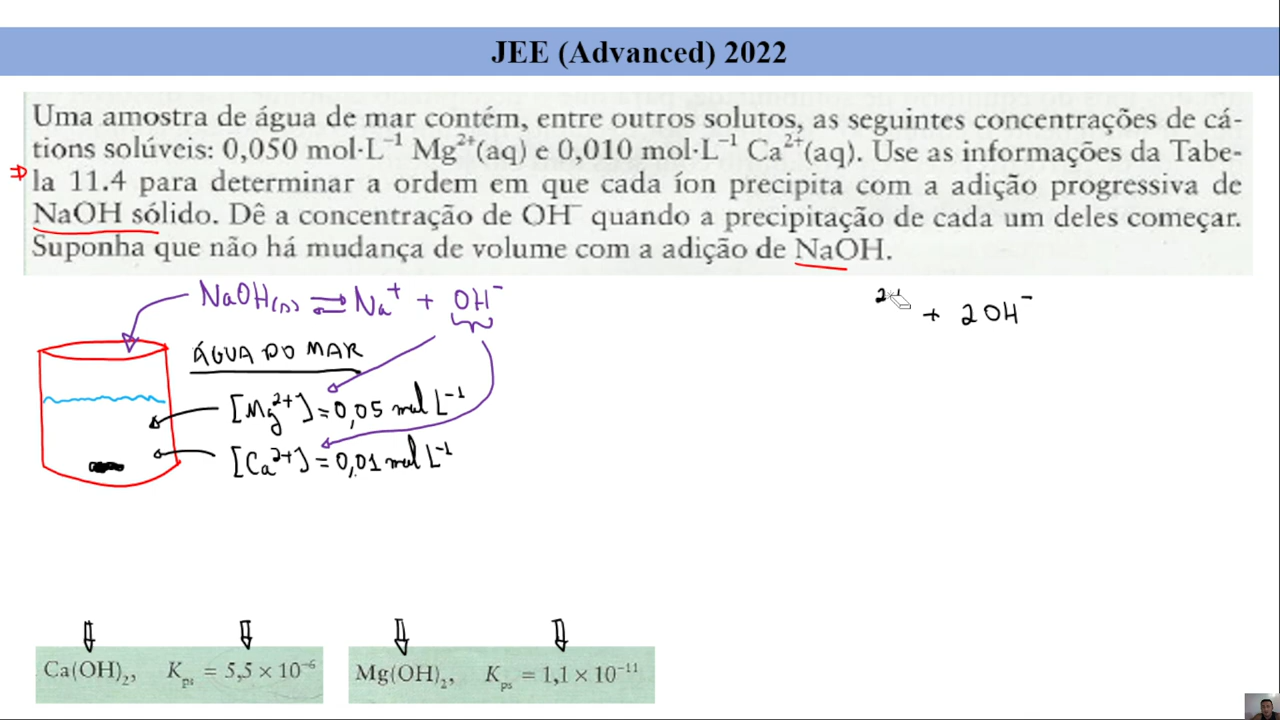 JEE (Advanced) 2022
Uma amostra de água de mar contém, entre outros solutos, as seguintes concentrações de cá-
tions solúveis: 0,050 mol·L⁻¹ Mg²⁺(aq) e 0,010 mol·L⁻¹ Ca²⁺(aq). Use as informações da Tabe-
la 11.4 para determinar a ordem em que cada íon precipita com a adição progressiva de
NaOH sólido. Dê a concentração de OH⁻ quando a precipitação de cada um deles começar.
Suponha que não há mudança de volume com a adição de NaOH.
NaOH(s) ⇌ Na⁺ + OH⁻
+ 2OH⁻
ÁGUA DO MAR
[Mg²⁺] = 0,05 mol L⁻¹
[Ca²⁺] = 0,01 mol L⁻¹
Ca(OH)₂, Kps = 5,5 × 10⁻⁶
Mg(OH)₂, Kps = 1,1 × 10⁻¹¹